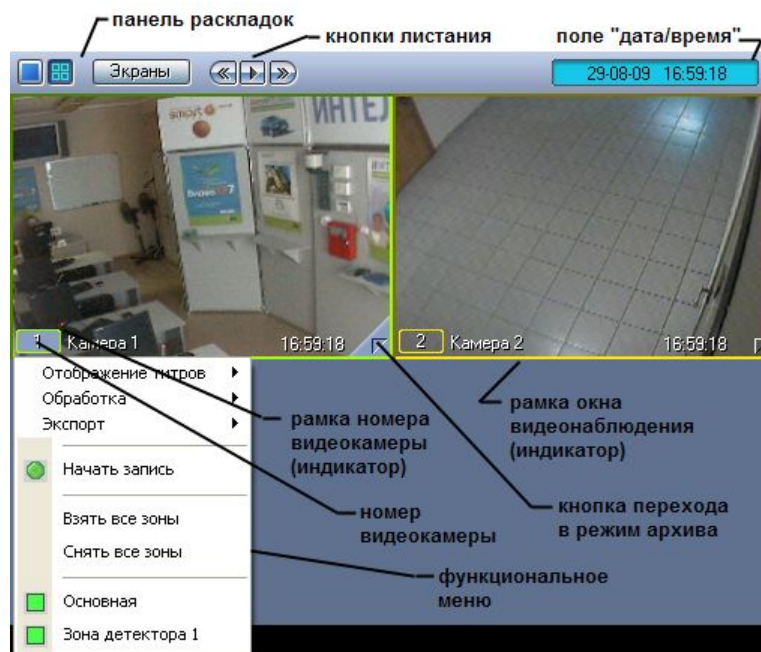 панель раскладок
кнопки листания
поле "дата/время"
Экраны
29-08-09 16:59:18
smart
ИНТЕЛ
1 Камера 1 16:59:18
2 Камера 2 16:59:18
Отображение титров
Обработка
Экспорт
Начать запись
Взять все зоны
Снять все зоны
Основная
Зона детектора 1
рамка номера
видеокамеры
(индикатор)
рамка окна
видеонаблюдения
(индикатор)
номер
видеокамеры
кнопка перехода
в режим архива
функциональное
меню